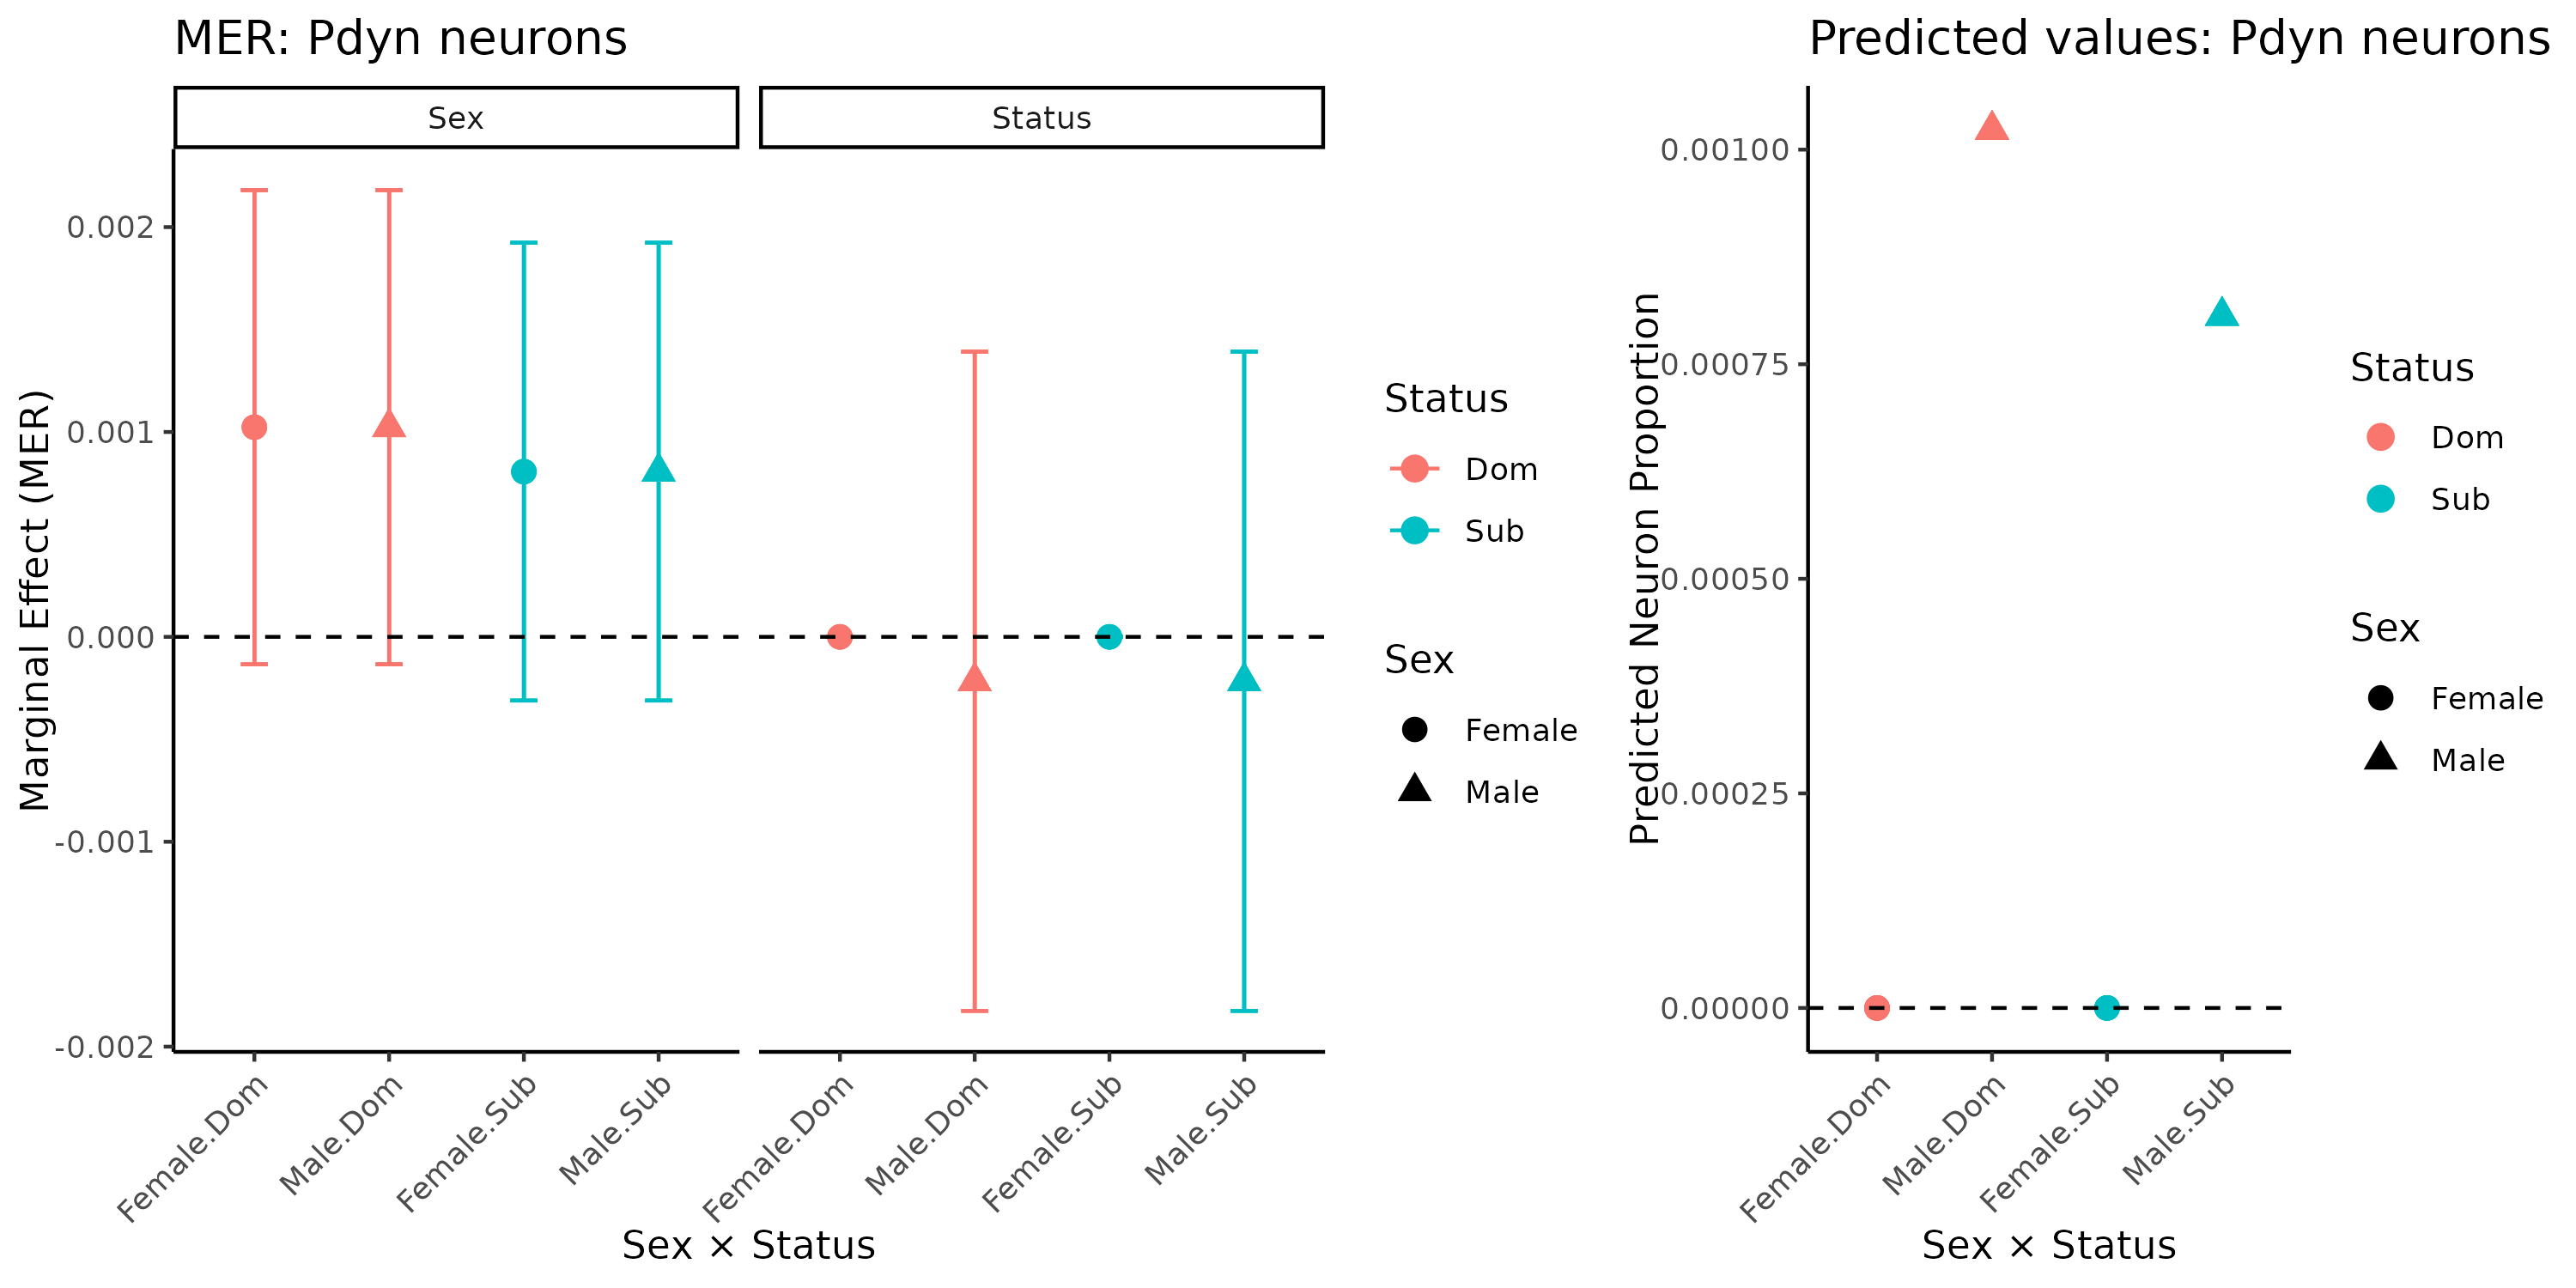 MER: Pdyn neurons
Sex
Status
Marginal Effect (MER)
0.002
0.001
0.000
-0.001
-0.002
Female.Dom
Male.Dom
Female.Sub
Male.Sub
Female.Dom
Male.Dom
Female.Sub
Male.Sub
Sex × Status
Status
Dom
Sub
Sex
Female
Male
Predicted values: Pdyn neurons
Predicted Neuron Proportion
0.00100
0.00075
0.00050
0.00025
0.00000
Female.Dom
Male.Dom
Female.Sub
Male.Sub
Sex × Status
Status
Dom
Sub
Sex
Female
Male